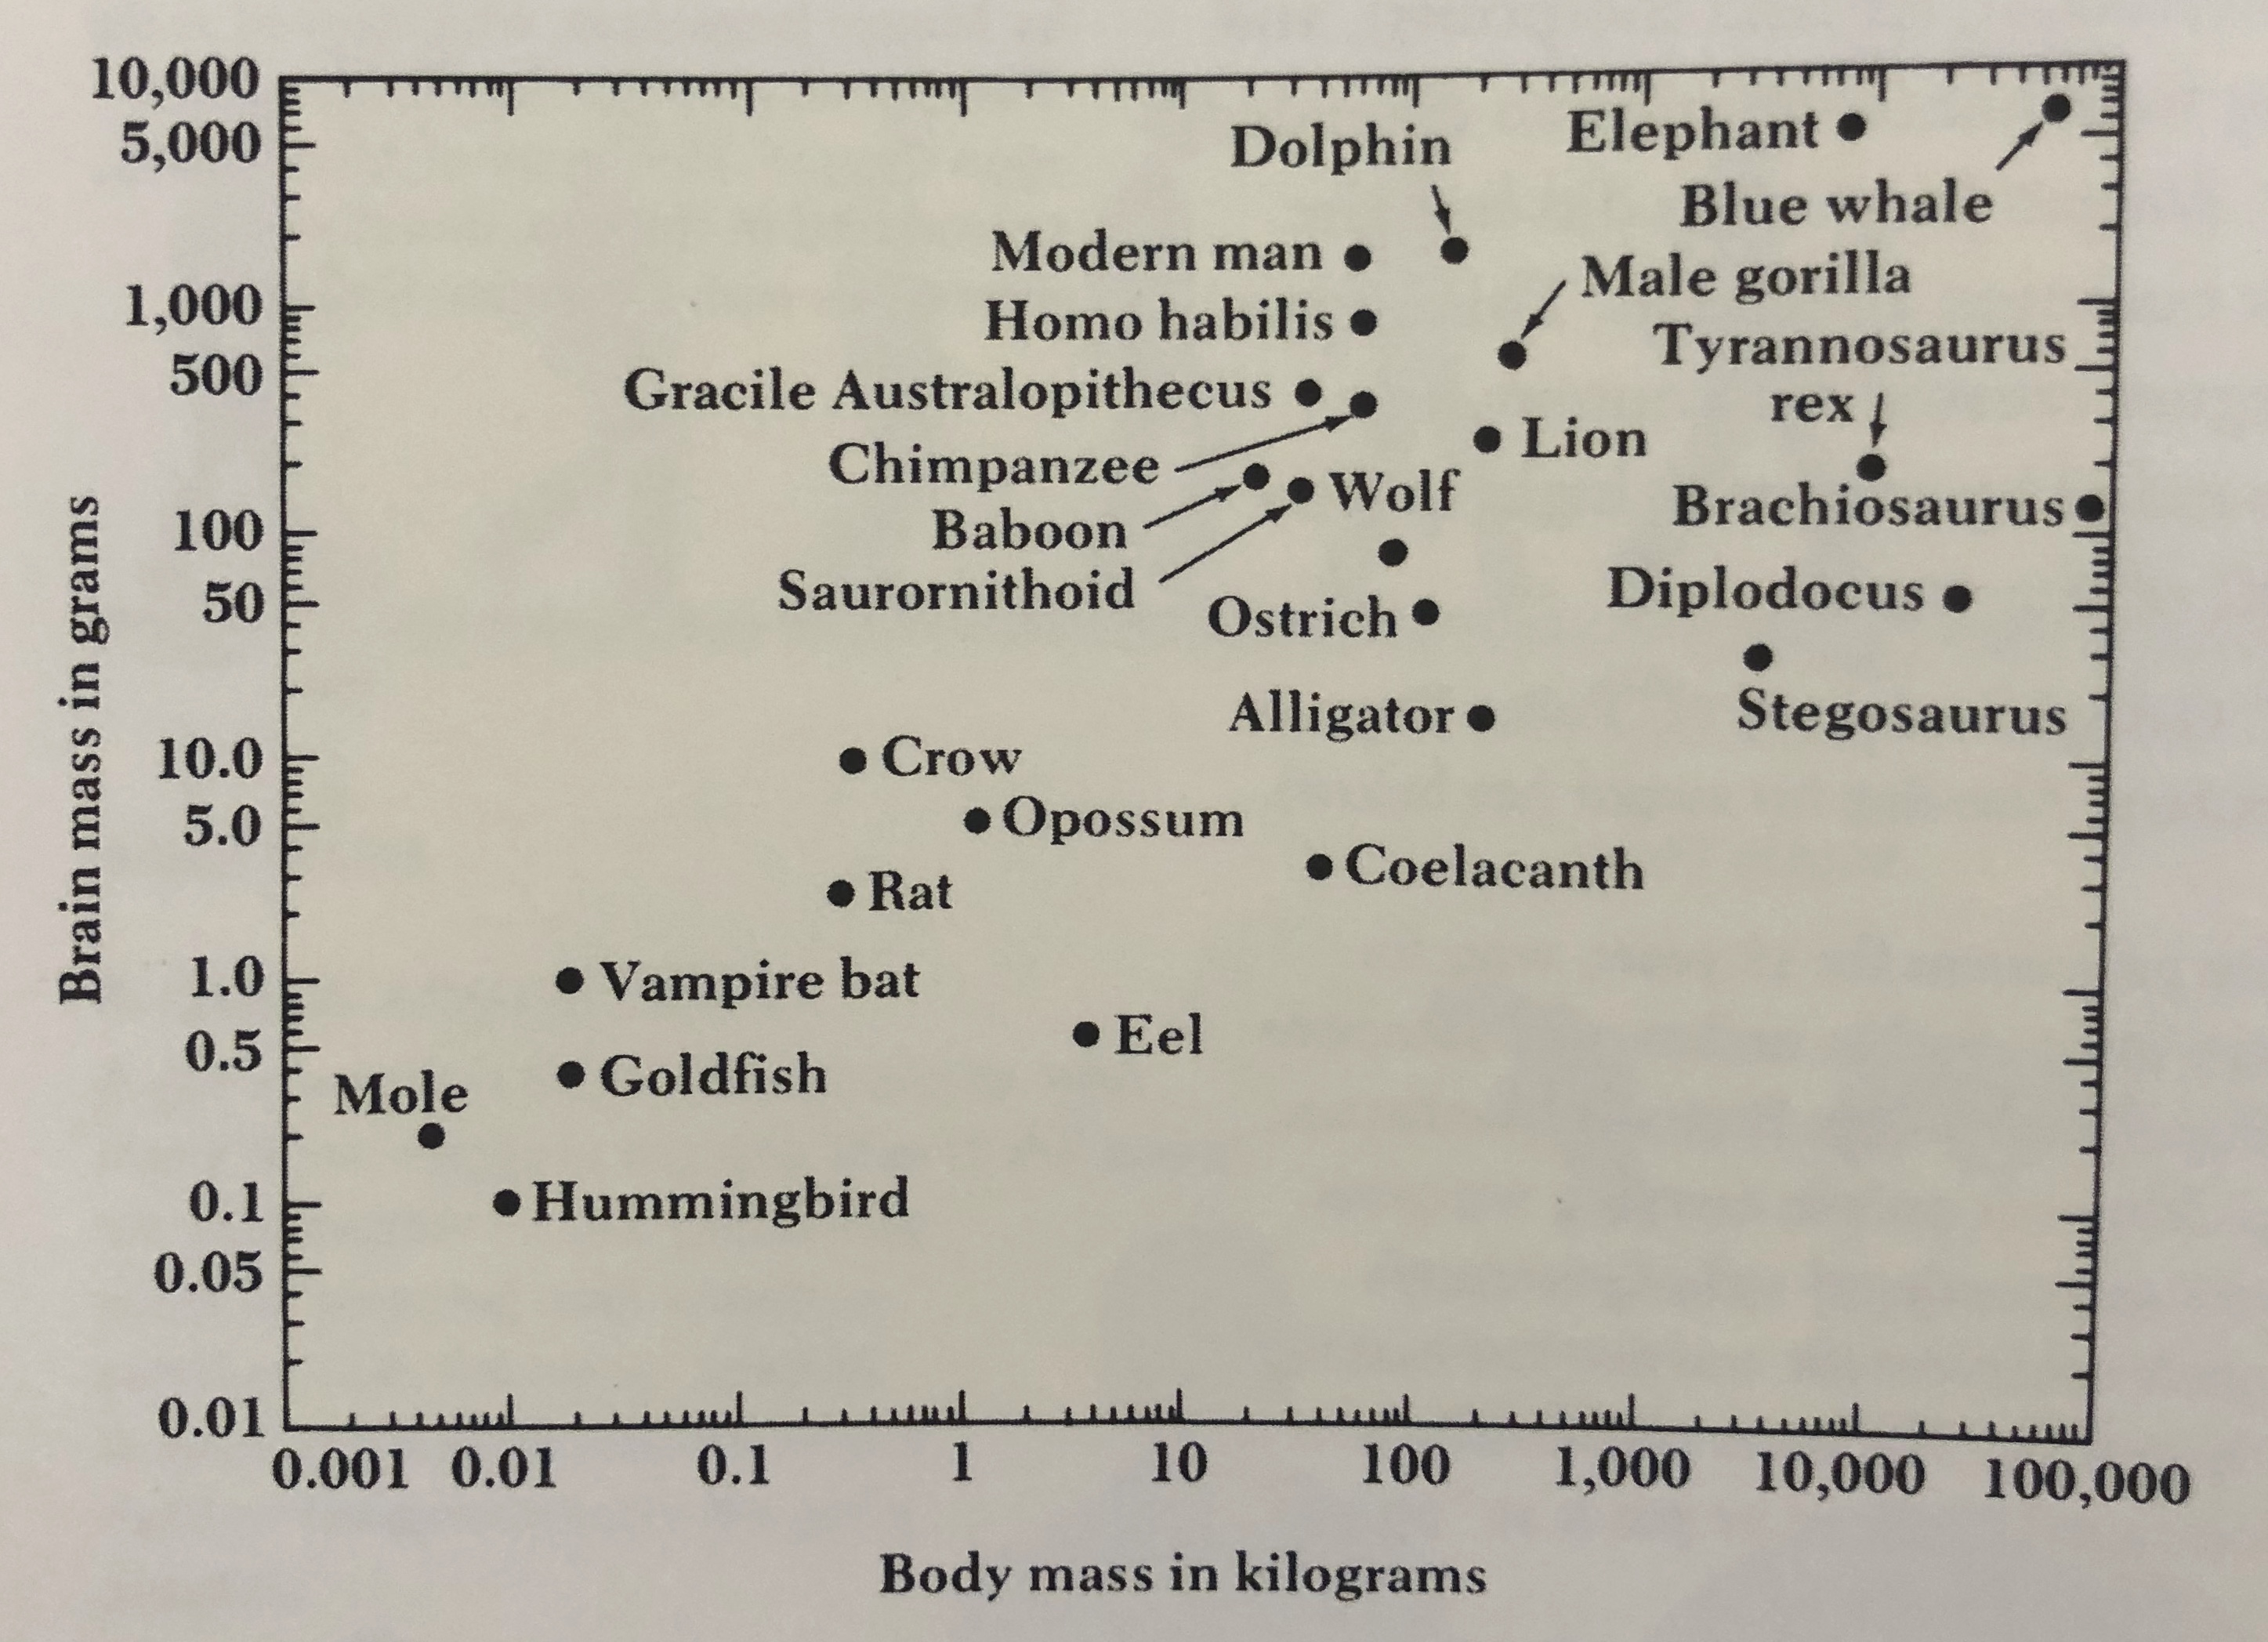 10,000
5,000
Elephant
Dolphin
Blue whale
Modern man
Male gorilla
1,000
Homo habilis
Tyrannosaurus
rex
500
Gracile Australopithecus
Lion
Chimpanzee
Wolf
Brachiosaurus
Baboon
100
Saurornithoid
Diplodocus
50
Ostrich
Alligator
Stegosaurus
10.0
Crow
5.0
Opossum
Coelacanth
Rat
1.0
Vampire bat
0.5
Eel
Goldfish
Mole
0.1
Hummingbird
0.05
0.01
Brain mass in grams
0.001 0.01 0.1 1 10 100 1,000 10,000 100,000
Body mass in kilograms